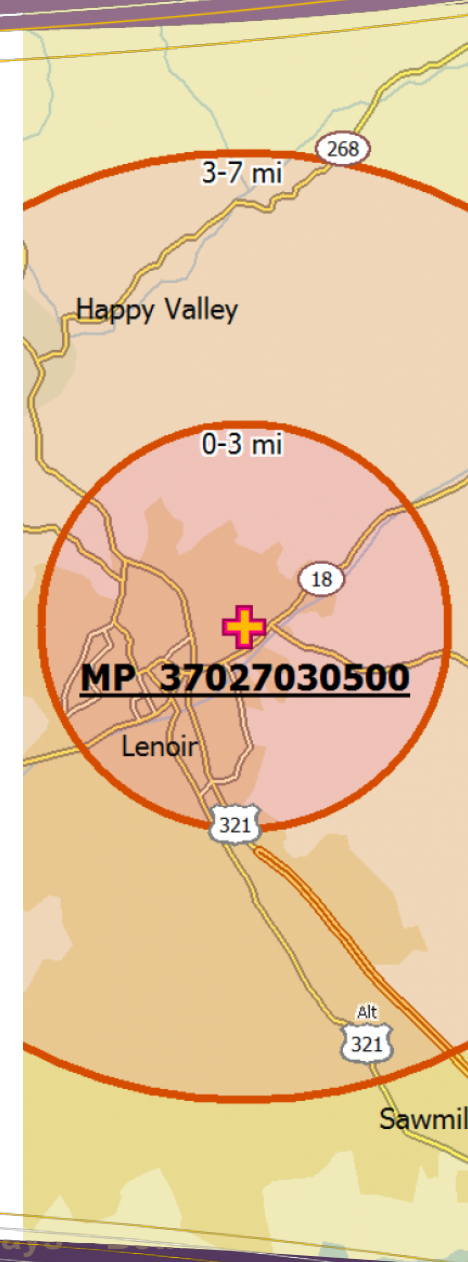 268
3-7 mi
Happy Valley
0-3 mi
18
MP 37027030500
Lenoir
321
Alt
321
Sawmil